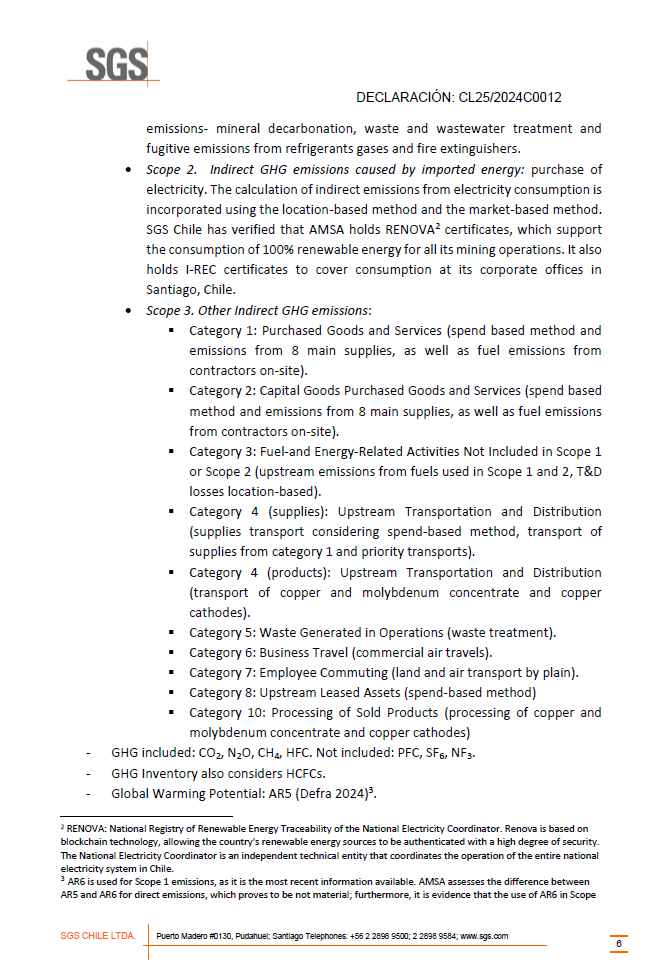 SGS
DECLARACIÓN: CL25/2024C0012
emissions- mineral decarbonation, waste and wastewater treatment and
fugitive emissions from refrigerants gases and fire extinguishers.
• Scope 2. Indirect GHG emissions caused by imported energy: purchase of
electricity. The calculation of indirect emissions from electricity consumption is
incorporated using the location-based method and the market-based method.
SGS Chile has verified that AMSA holds RENOVA² certificates, which support
the consumption of 100% renewable energy for all its mining operations. It also
holds I-REC certificates to cover consumption at its corporate offices in
Santiago, Chile.
• Scope 3. Other Indirect GHG emissions:
▪ Category 1: Purchased Goods and Services (spend based method and
emissions from 8 main supplies, as well as fuel emissions from
contractors on-site).
▪ Category 2: Capital Goods Purchased Goods and Services (spend based
method and emissions from 8 main supplies, as well as fuel emissions
from contractors on-site).
▪ Category 3: Fuel-and Energy-Related Activities Not Included in Scope 1
or Scope 2 (upstream emissions from fuels used in Scope 1 and 2, T&D
losses location-based).
▪ Category 4 (supplies): Upstream Transportation and Distribution
(supplies transport considering spend-based method, transport of
supplies from category 1 and priority transports).
▪ Category 4 (products): Upstream Transportation and Distribution
(transport of copper and molybdenum concentrate and copper
cathodes).
▪ Category 5: Waste Generated in Operations (waste treatment).
▪ Category 6: Business Travel (commercial air travels).
▪ Category 7: Employee Commuting (land and air transport by plain).
▪ Category 8: Upstream Leased Assets (spend-based method)
▪ Category 10: Processing of Sold Products (processing of copper and
molybdenum concentrate and copper cathodes)
- GHG included: CO₂, N₂O, CH₄, HFC. Not included: PFC, SF₆, NF₃.
- GHG Inventory also considers HCFCs.
- Global Warming Potential: AR5 (Defra 2024)³.
² RENOVA: National Registry of Renewable Energy Traceability of the National Electricity Coordinator. Renova is based on
blockchain technology, allowing the country's renewable energy sources to be authenticated with a high degree of security.
The National Electricity Coordinator is an independent technical entity that coordinates the operation of the entire national
electricity system in Chile.
³ AR6 is used for Scope 1 emissions, as it is the most recent information available. AMSA assesses the difference between
AR5 and AR6 for direct emissions, which proves to be not material; furthermore, it is evidence that the use of AR6 in Scope
SGS CHILE LTDA. Puerto Madero #0130, Pudahuel; Santiago Telephones: +56 2 2898 9500; 2 2898 9584; www.sgs.com
6